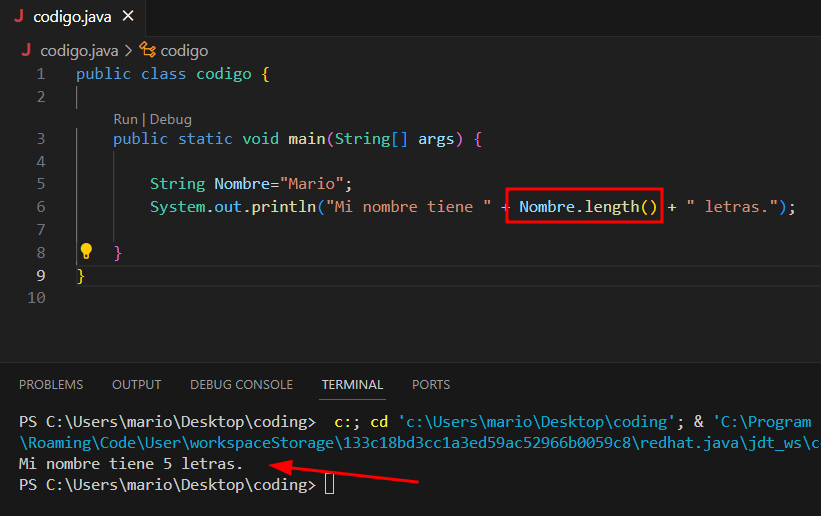 J codigo.java ×
J codigo.java > codigo
1 public class codigo {
2
Run | Debug
3 public static void main(String[] args) {
4
5 String Nombre="Mario";
6 System.out.println("Mi nombre tiene " + Nombre.length() + " letras.");
7
8 }
9 }
10
PROBLEMS OUTPUT DEBUG CONSOLE TERMINAL PORTS
PS C:\Users\mario\Desktop\coding> c:; cd 'c:\Users\mario\Desktop\coding'; & 'C:\Program
\Roaming\Code\User\workspaceStorage\133c18bd3cc1a3ed59ac52966b0059c8\redhat.java\jdt_ws\c
Mi nombre tiene 5 letras.
PS C:\Users\mario\Desktop\coding>